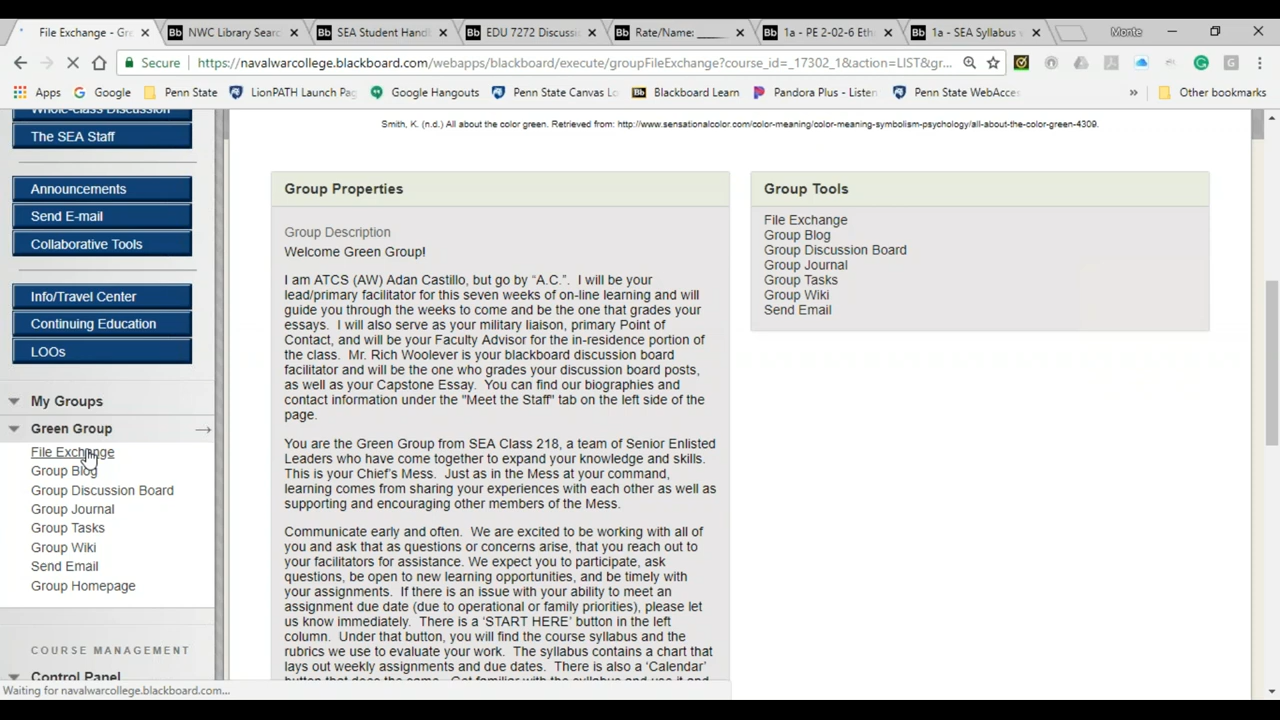 File Exchange - Gr
NWC Library Searc
SEA Student Handb
EDU 7272 Discussi
Rate/Name: _____
1a - PE 2-02-6 Eth
1a - SEA Syllabus v
Monte
Secure
https://navalwarcollege.blackboard.com/webapps/blackboard/execute/groupFileExchange?course_id=_17302_1&action=LIST&gr...
Apps
Google
Penn State
LionPATH Launch Pag
Google Hangouts
Penn State Canvas Lo
Blackboard Learn
Pandora Plus - Listen
Penn State WebAcce
»
Other bookmarks
Whole-class Discussion
The SEA Staff
Announcements
Send E-mail
Collaborative Tools
Info/Travel Center
Continuing Education
LOOs
My Groups
Green Group
File Exchange
Group Blog
Group Discussion Board
Group Journal
Group Tasks
Group Wiki
Send Email
Group Homepage
COURSE MANAGEMENT
Control Panel
Waiting for navalwarcollege.blackboard.com...
Smith, K. (n.d.) All about the color green. Retrieved from: http://www.sensationalcolor.com/color-meaning/color-meaning-symbolism-psychology/all-about-the-color-green-4309.
Group Properties
Group Description
Welcome Green Group!
I am ATCS (AW) Adan Castillo, but go by “A.C.”. I will be your
lead/primary facilitator for this seven weeks of on-line learning and will
guide you through the weeks to come and be the one that grades your
essays. I will also serve as your military liaison, primary Point of
Contact, and will be your Faculty Advisor for the in-residence portion of
the class. Mr. Rich Woolever is your blackboard discussion board
facilitator and will be the one who grades your discussion board posts,
as well as your Capstone Essay. You can find our biographies and
contact information under the "Meet the Staff" tab on the left side of the
page.
You are the Green Group from SEA Class 218, a team of Senior Enlisted
Leaders who have come together to expand your knowledge and skills.
This is your Chief's Mess. Just as in the Mess at your command,
learning comes from sharing your experiences with each other as well as
supporting and encouraging other members of the Mess.
Communicate early and often. We are excited to be working with all of
you and ask that as questions or concerns arise, that you reach out to
your facilitators for assistance. We expect you to participate, ask
questions, be open to new learning opportunities, and be timely with
your assignments. If there is an issue with your ability to meet an
assignment due date (due to operational or family priorities), please let
us know immediately. There is a ‘START HERE’ button in the left
column. Under that button, you will find the course syllabus and the
rubrics we use to evaluate your work. The syllabus contains a chart that
lays out weekly assignments and due dates. There is also a ‘Calendar’
button that does the same. Get familiar with the syllabus and use it and
Group Tools
File Exchange
Group Blog
Group Discussion Board
Group Journal
Group Tasks
Group Wiki
Send Email